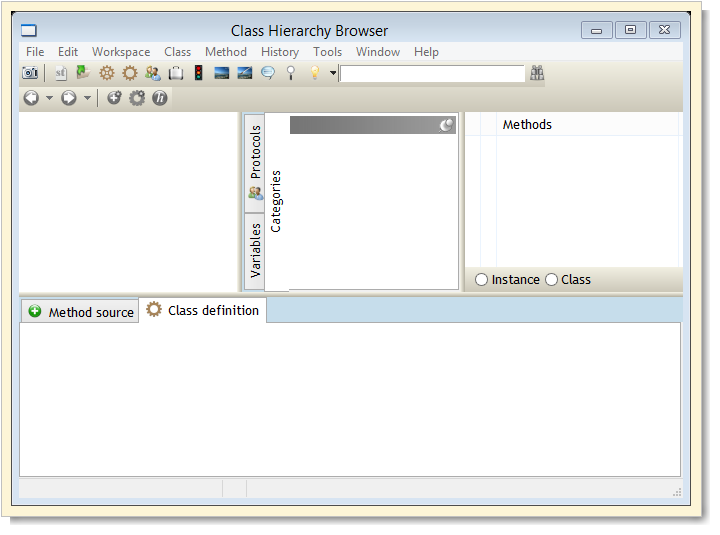 Class Hierarchy Browser
File Edit Workspace Class Method History Tools Window Help
st
Protocols
Variables
Categories
Methods
Instance Class
Method source Class definition